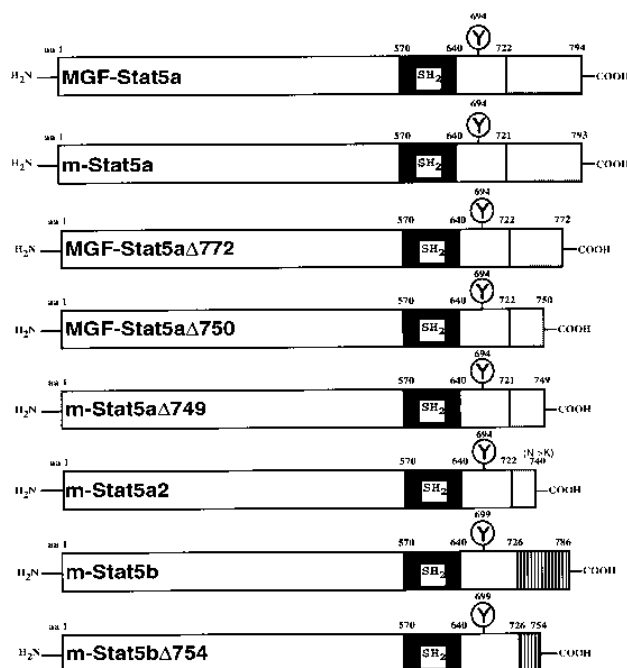 694
aa 1 570 640 Y 722 794
H2N MGF-Stat5a SH2 COOH
694
aa 1 570 640 Y 721 793
H2N m-Stat5a SH2 COOH
694
aa 1 570 640 Y 722 772
H2N MGF-Stat5aΔ772 SH2 COOH
694
aa 1 570 640 Y 722 750
H2N MGF-Stat5aΔ750 SH2 COOH
694
aa 1 570 640 Y 721 749
H2N m-Stat5aΔ749 SH2 COOH
694 (N >K)
aa 1 570 640 Y 722 740
H2N m-Stat5a2 SH2 COOH
699
aa 1 570 640 Y 726 786
H2N m-Stat5b SH2 COOH
699
aa 1 570 640 Y 726 754
H2N m-Stat5bΔ754 SH2 COOH